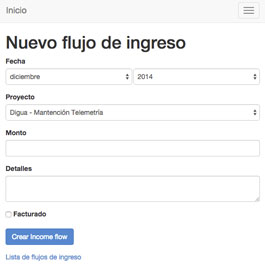 Inicio
Nuevo flujo de ingreso
Fecha
diciembre 2014
Proyecto
Digua - Mantención Telemetría
Monto
Detalles
Facturado
Crear Income flow
Lista de flujos de ingreso